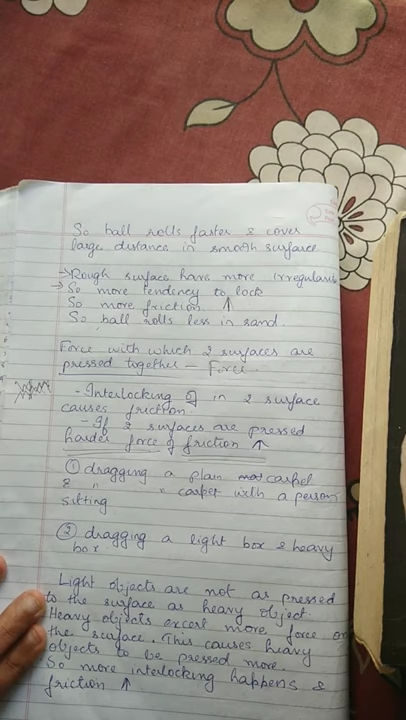 So ball rolls faster & cover
large distance in smooth surface
→ Rough surface have more irregularis
→ So more tendency to lock
So more friction ↑
So ball rolls less in sand.
Force with which 2 surfaces are
pressed together - Force
- Interlocking of in 2 surface
causes friction.
- If 2 surfaces are pressed
harder force of friction ↑
① dragging a plain carpet
& " " carpet with a person
sitting
② dragging a light box & heavy
box.
Light objects are not as pressed
to the surface as heavy object.
Heavy objects excert more force on
the surface. This causes heavy
objects to be pressed more.
So more interlocking happens &
friction ↑.